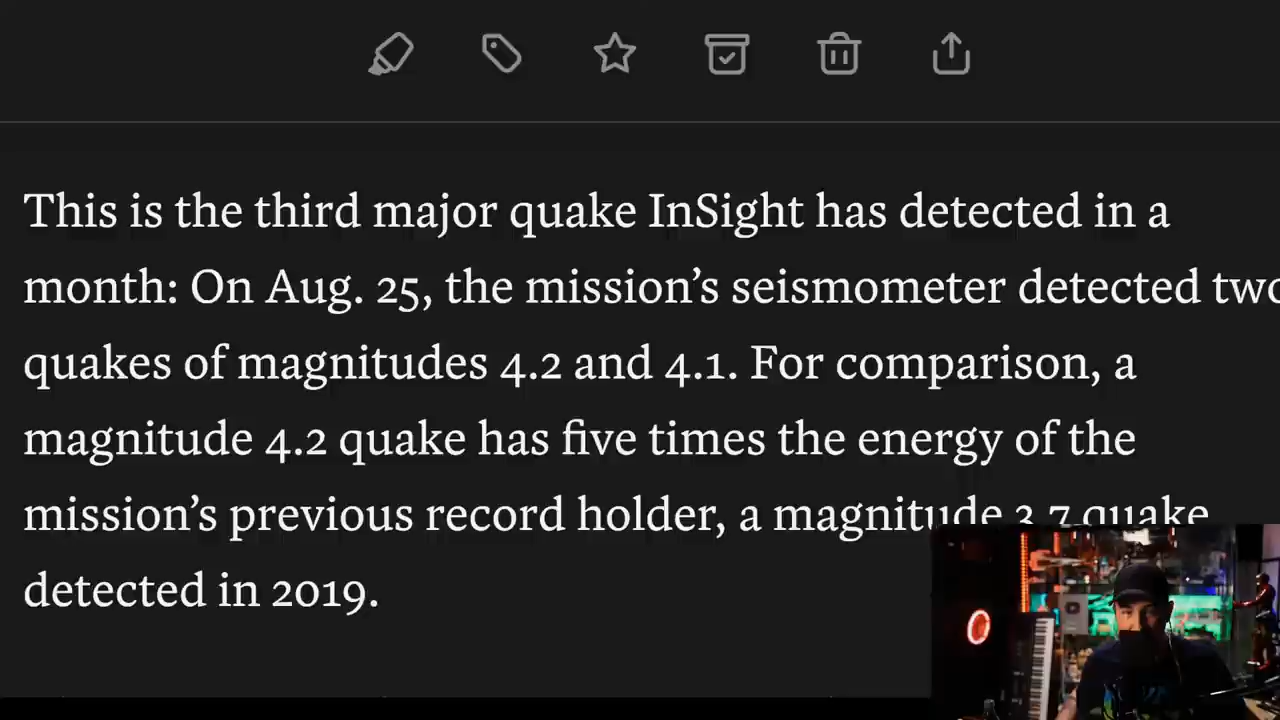 This is the third major quake InSight has detected in a
month: On Aug. 25, the mission’s seismometer detected two
quakes of magnitudes 4.2 and 4.1. For comparison, a
magnitude 4.2 quake has five times the energy of the
mission’s previous record holder, a magnitude 3.7 quake
detected in 2019.